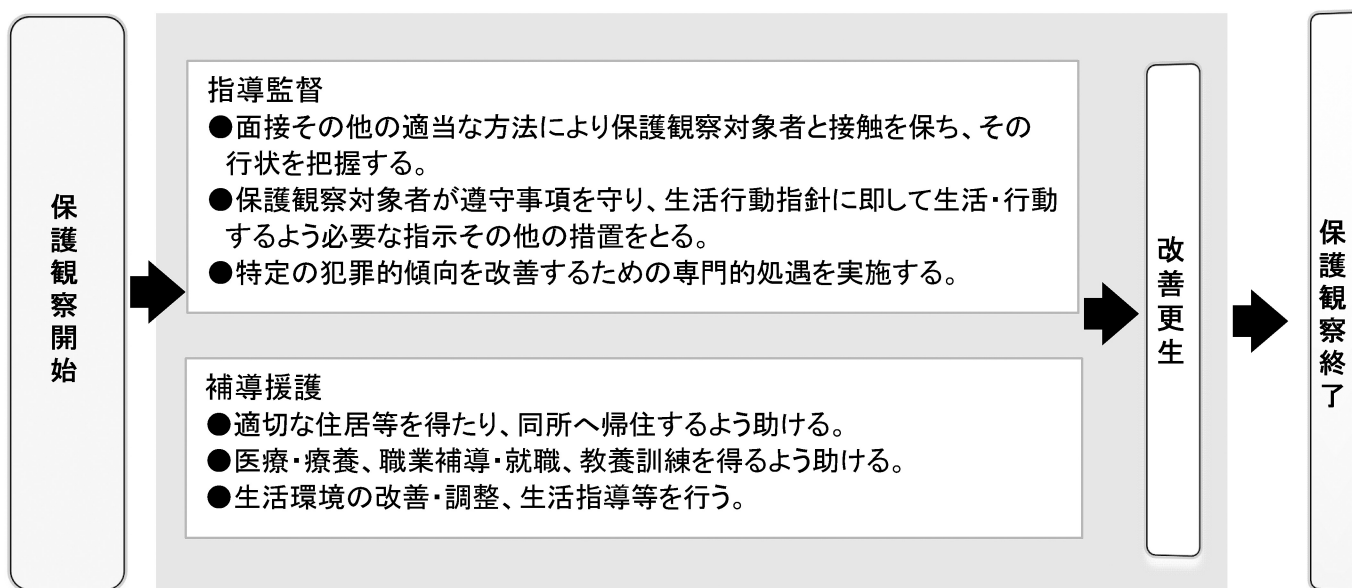 保護観察開始
指導監督
●面接その他の適当な方法により保護観察対象者と接触を保ち、その
行状を把握する。
●保護観察対象者が遵守事項を守り、生活行動指針に即して生活・行動
するよう必要な指示その他の措置をとる。
●特定の犯罪的傾向を改善するための専門的処遇を実施する。
補導援護
●適切な住居等を得たり、同所へ帰住するよう助ける。
●医療・療養、職業補導・就職、教養訓練を得るよう助ける。
●生活環境の改善・調整、生活指導等を行う。
改善更生
保護観察終了